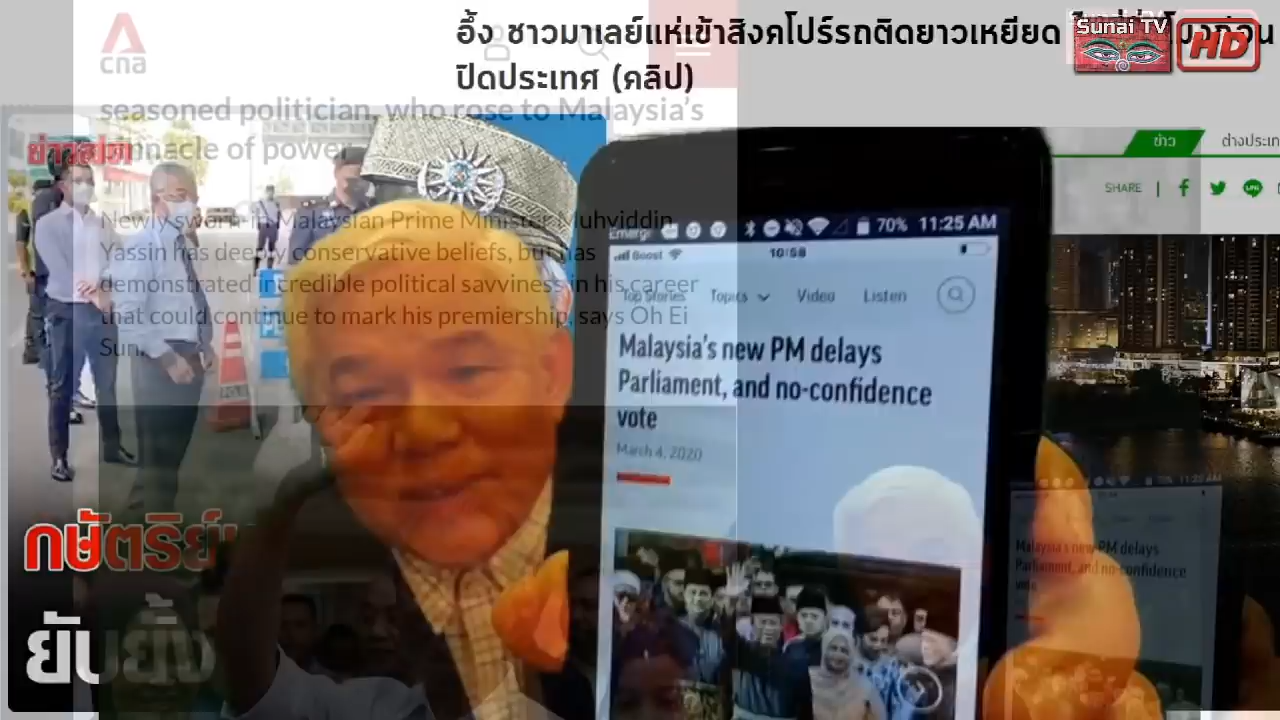 อึ้ง ชาวมาเลย์แห่เข้าสิงคโปร์รถติดยาวเหยียด
ปิดประเทศ (คลิป)
Sunai TV
HD
cna
seasoned politician, who rose to Malaysia's
pinnacle of power
Newly sworn-in Malaysian Prime Minister Muhyiddin
Yassin has deeply conservative beliefs, but has
demonstrated incredible political savviness in his career
that could continue to mark his premiership, says Oh Ei
Sun.
ข่าว
SHARE
70% 11:25 AM
Boost
10:58
Top Stories Topics Video Listen
Malaysia's new PM delays
Parliament, and no-confidence
vote
March 4, 2020
Malaysia's new PM delays
Parliament, and no-confidence
vote
กษัตริย์
ยับยั้ง